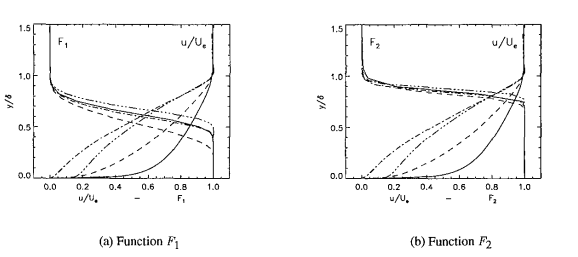 1.5
F₁
u/Uₑ
1.0
y/δ
0.5
0.0
0.0 0.2 0.4 0.6 0.8 1.0
u/Uₑ – F₁
(a) Function F₁
1.5
F₂
u/Uₑ
1.0
y/δ
0.5
0.0
0.0 0.2 0.4 0.6 0.8 1.0
u/Uₑ – F₂
(b) Function F₂